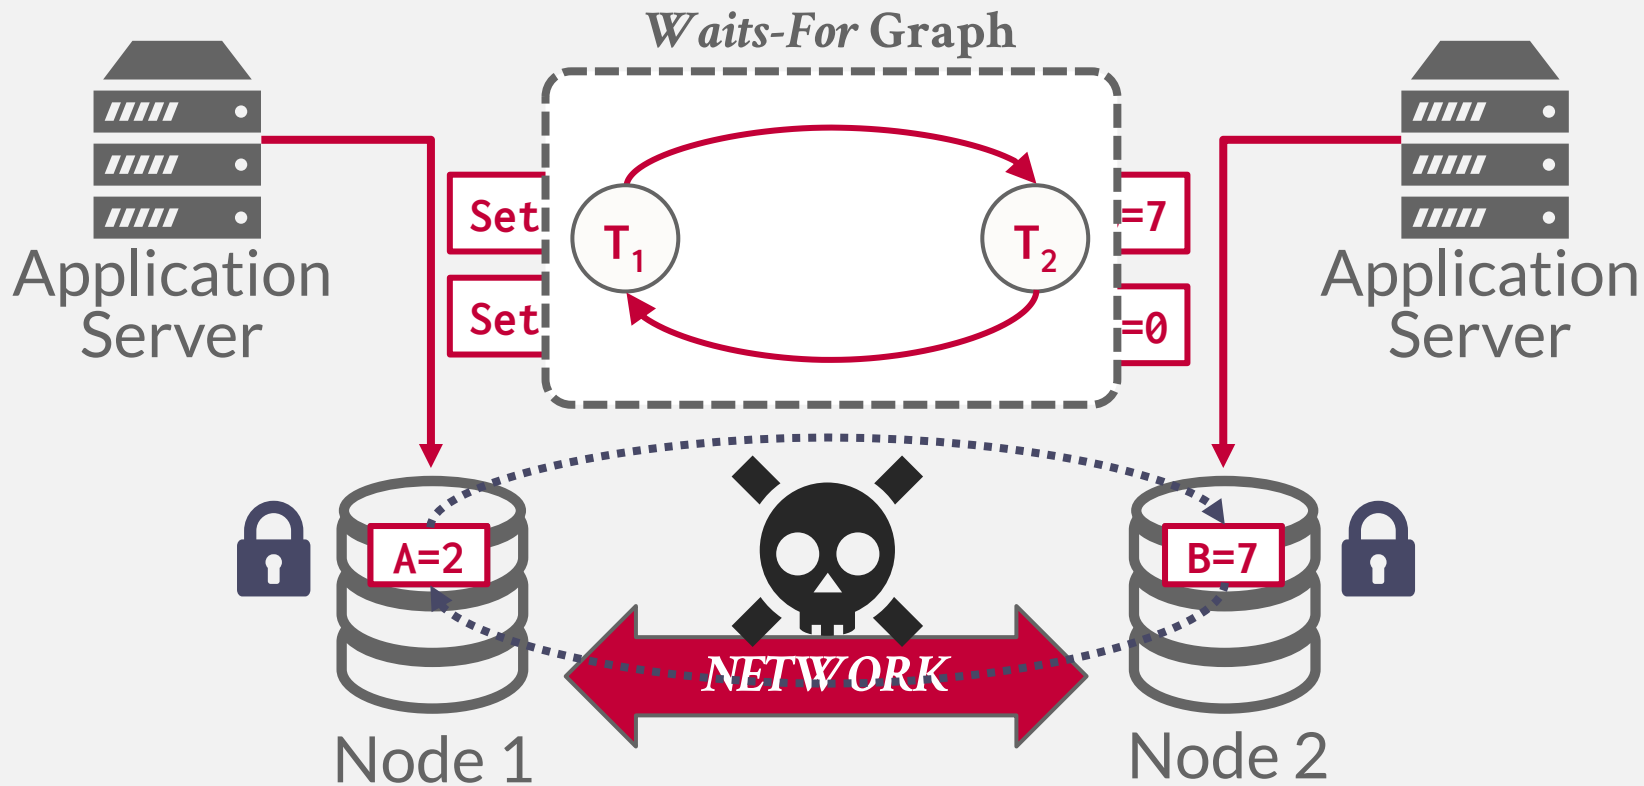 Waits-For Graph
Application
Server
Set
Set
T1
T2
=7
=0
Application
Server
A=2
B=7
NETWORK
Node 1
Node 2